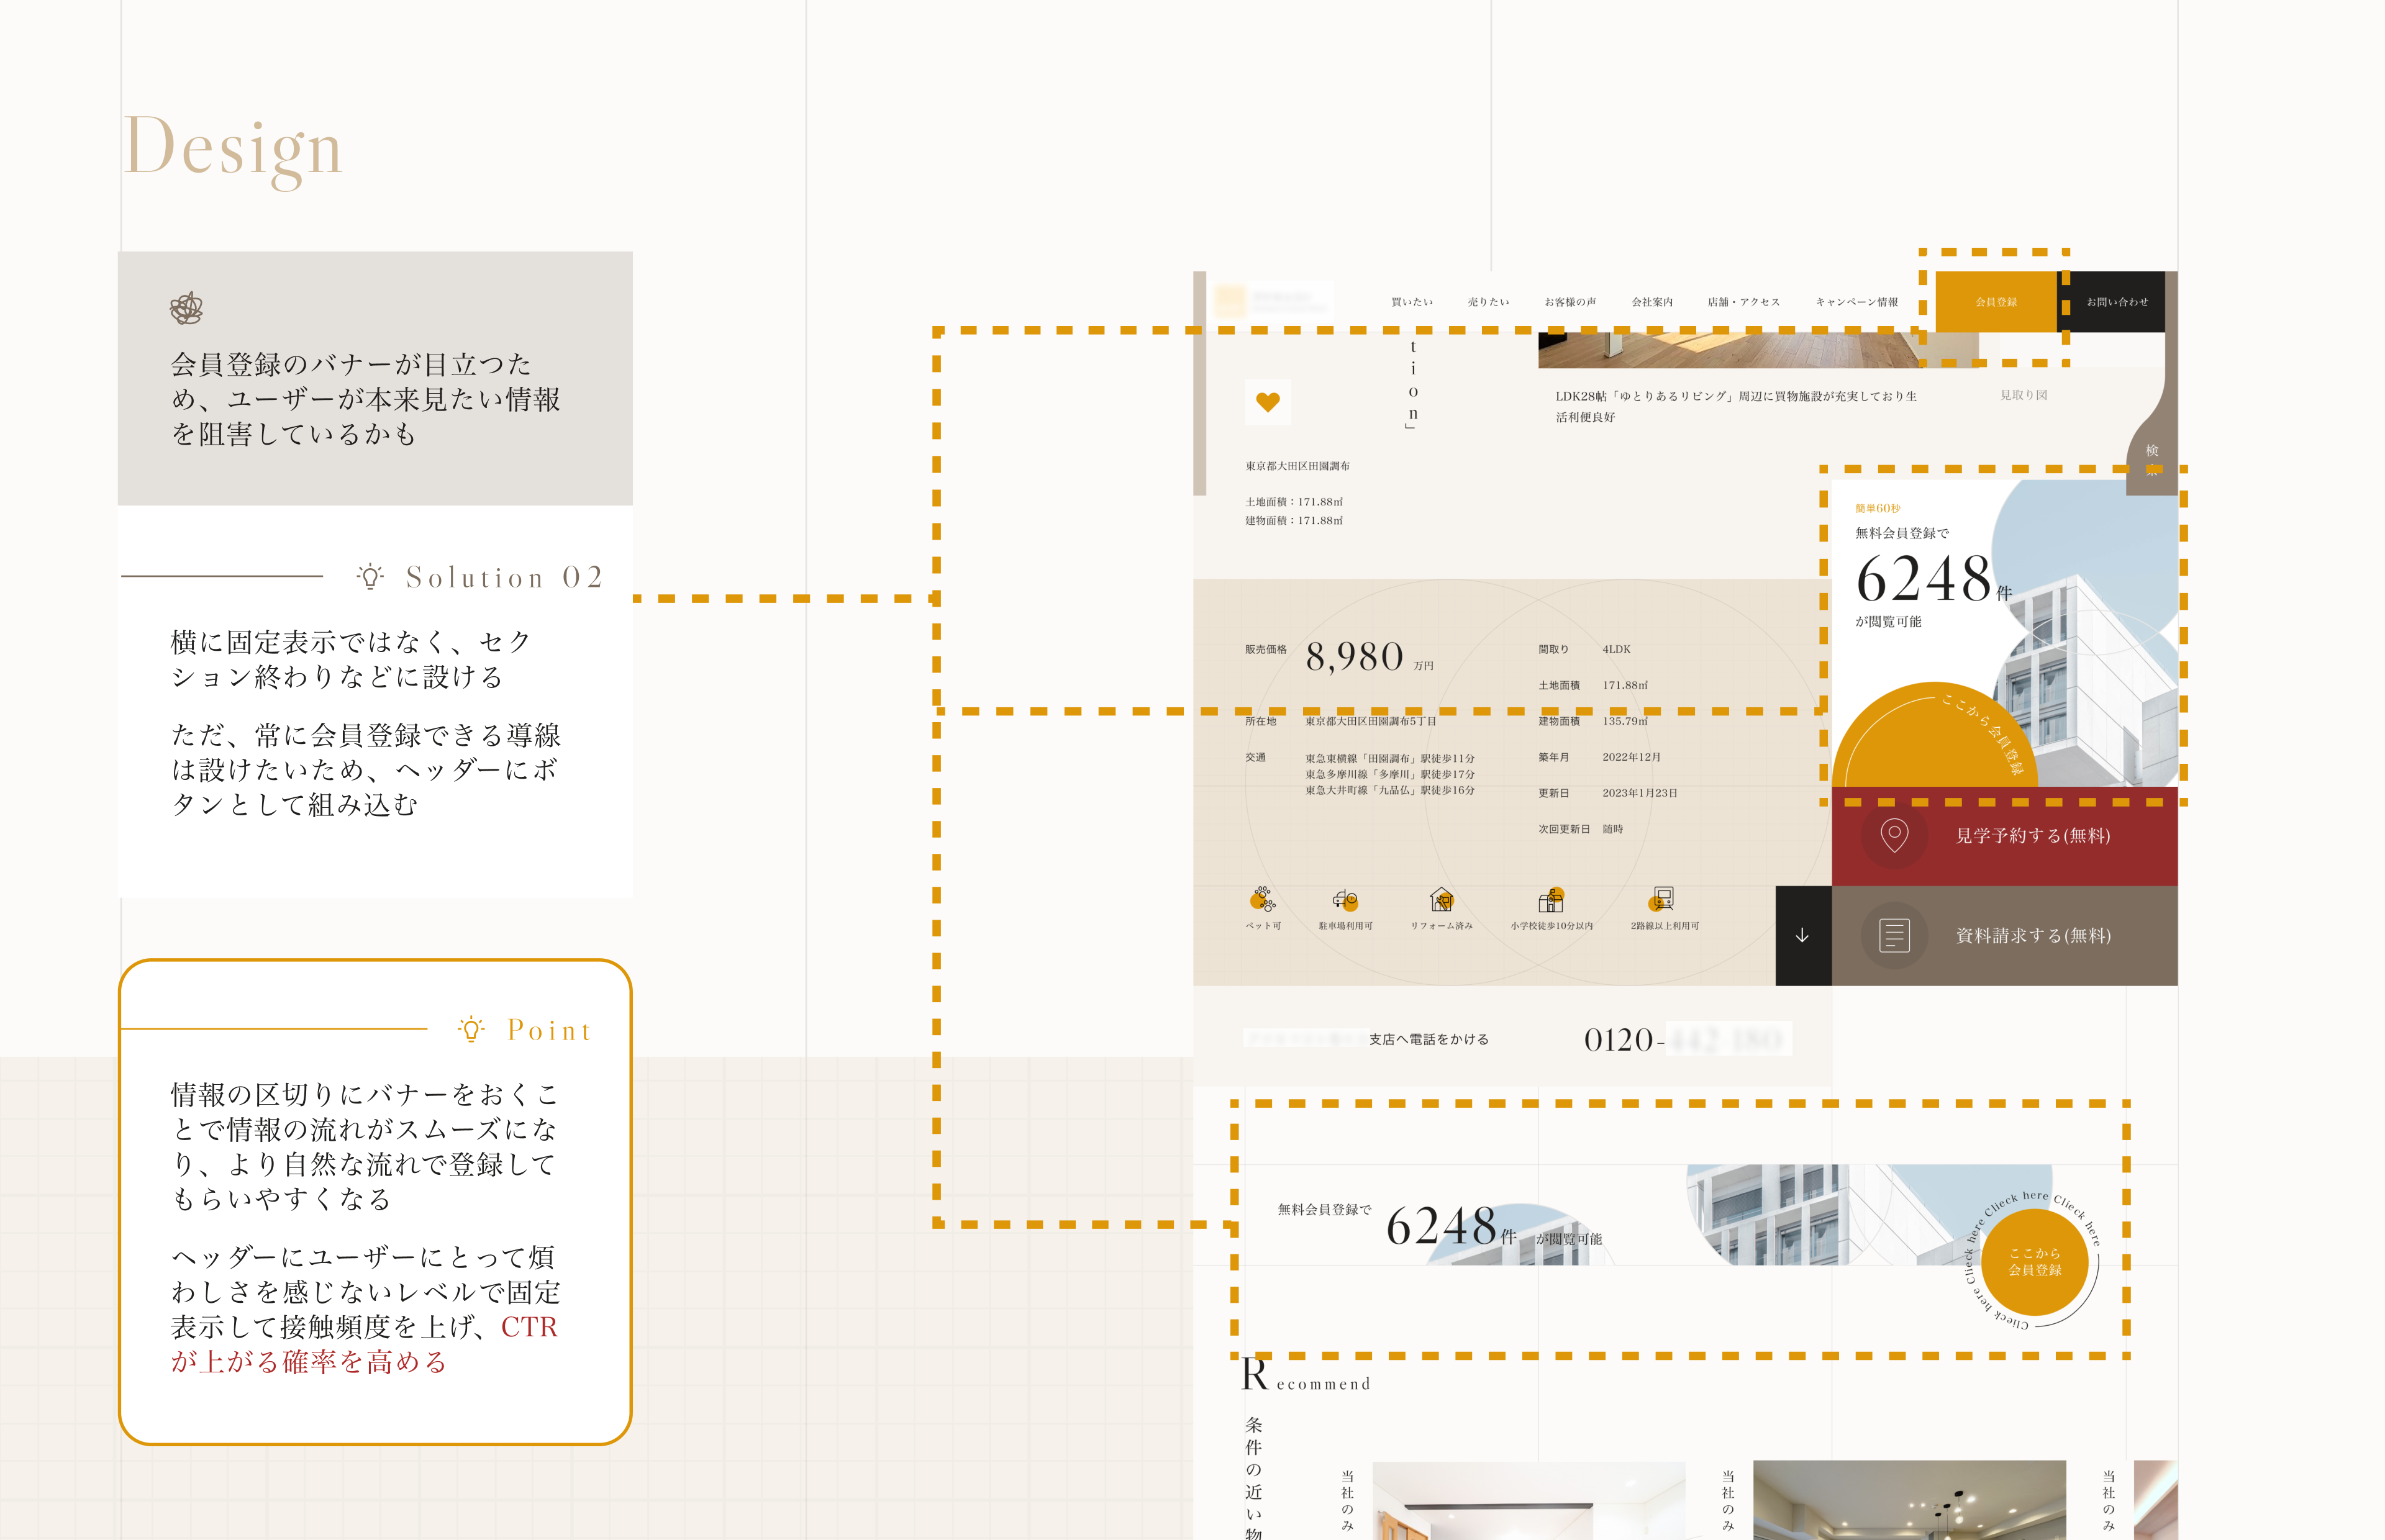 Design
会員登録のバナーが目立つた
め、ユーザーが本来見たい情報
を阻害しているかも
Solution 02
横に固定表示ではなく、セク
ション終わりなどに設ける
ただ、常に会員登録できる導線
は設けたいため、ヘッダーにボ
タンとして組み込む
Point
情報の区切りにバナーをおくこ
とで情報の流れがスムーズにな
り、より自然な流れで登録して
もらいやすくなる
ヘッダーにユーザーにとって煩
わしさを感じないレベルで固定
表示して接触頻度を上げ、CTR
が上がる確率を高める
買いたい 売りたい お客様の声 会社案内 店舗・アクセス キャンペーン情報 会員登録 お問い合わせ
tion」
LDK28帖「ゆとりあるリビング」周辺に買物施設が充実しており生
活利便良好
見取り図
検
東京都大田区田園調布
土地面積：171.88㎡
建物面積：171.88㎡
簡単60秒
無料会員登録で
6248件
が閲覧可能
ここから会員登録
販売価格 8,980 万円
所在地 東京都大田区田園調布5丁目
交通 東急東横線「田園調布」駅徒歩11分
東急多摩川線「多摩川」駅徒歩17分
東急大井町線「九品仏」駅徒歩16分
間取り 4LDK
土地面積 171.88㎡
建物面積 135.79㎡
築年月 2022年12月
更新日 2023年1月23日
次回更新日 随時
ペット可 駐車場利用可 リフォーム済み 小学校徒歩10分以内 2路線以上利用可
見学予約する(無料)
資料請求する(無料)
支店へ電話をかける 0120-
無料会員登録で 6248件 が閲覧可能
Clieck here Clieck here Clieck here Clieck here
ここから
会員登録
Recommend
条件の近い物
当社のみ
当社のみ
当社のみ